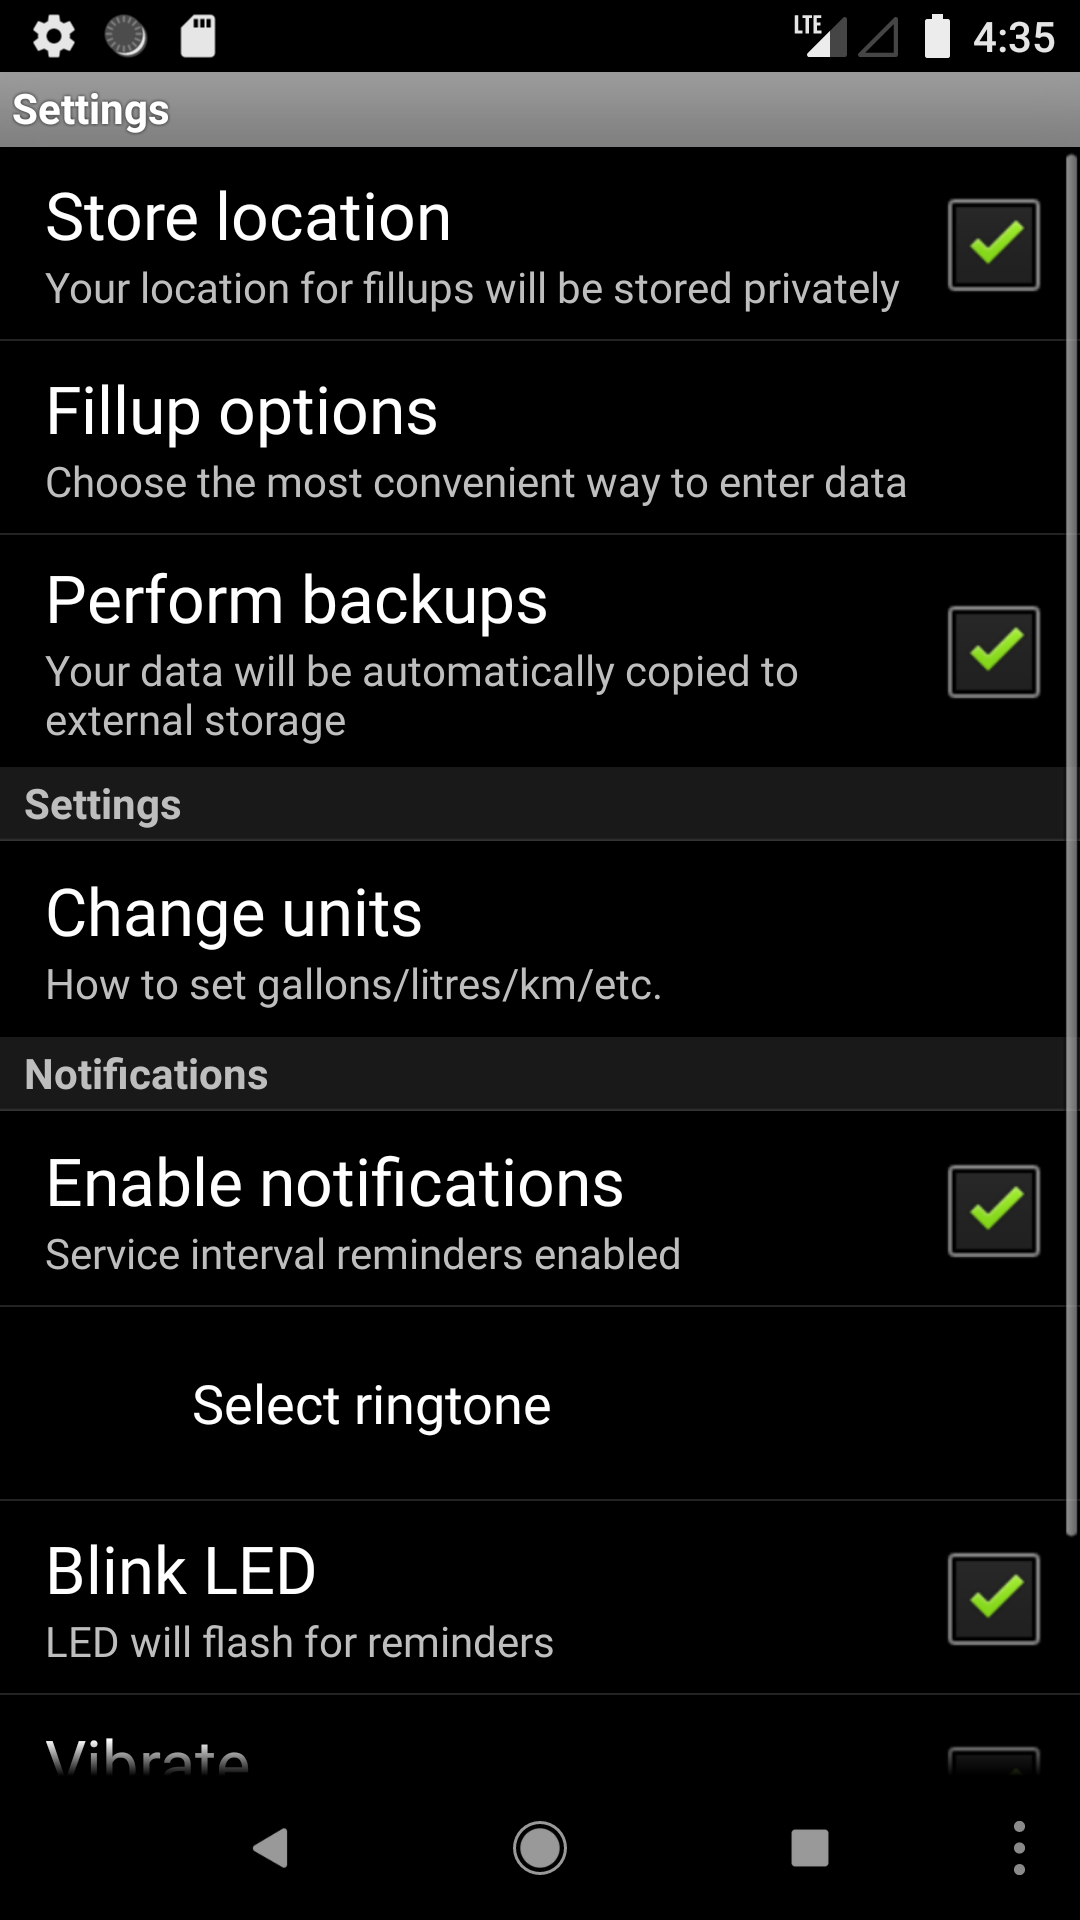 LTE 4:35
Settings
Store location
Your location for fillups will be stored privately
Fillup options
Choose the most convenient way to enter data
Perform backups
Your data will be automatically copied to
external storage
Settings
Change units
How to set gallons/litres/km/etc.
Notifications
Enable notifications
Service interval reminders enabled
Select ringtone
Blink LED
LED will flash for reminders
Vibrate